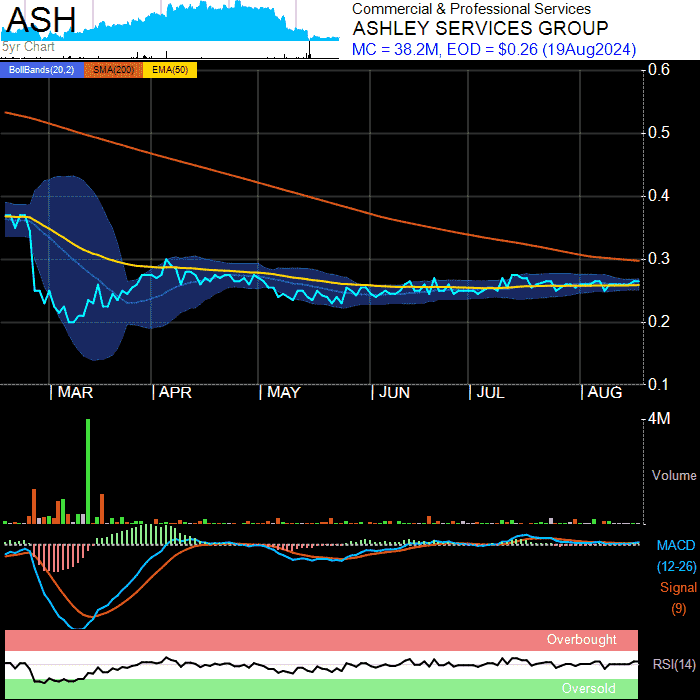 ASH
5yr Chart
Commercial & Professional Services
ASHLEY SERVICES GROUP
MC = 38.2M, EOD = $0.26 (19Aug2024)
BollBands(20,2) SMA(200) EMA(50)
0.6
0.5
0.4
0.3
0.2
0.1
MAR APR MAY JUN JUL AUG
4M
Volume
MACD
(12-26)
Signal
(9)
Overbought
RSI(14)
Oversold